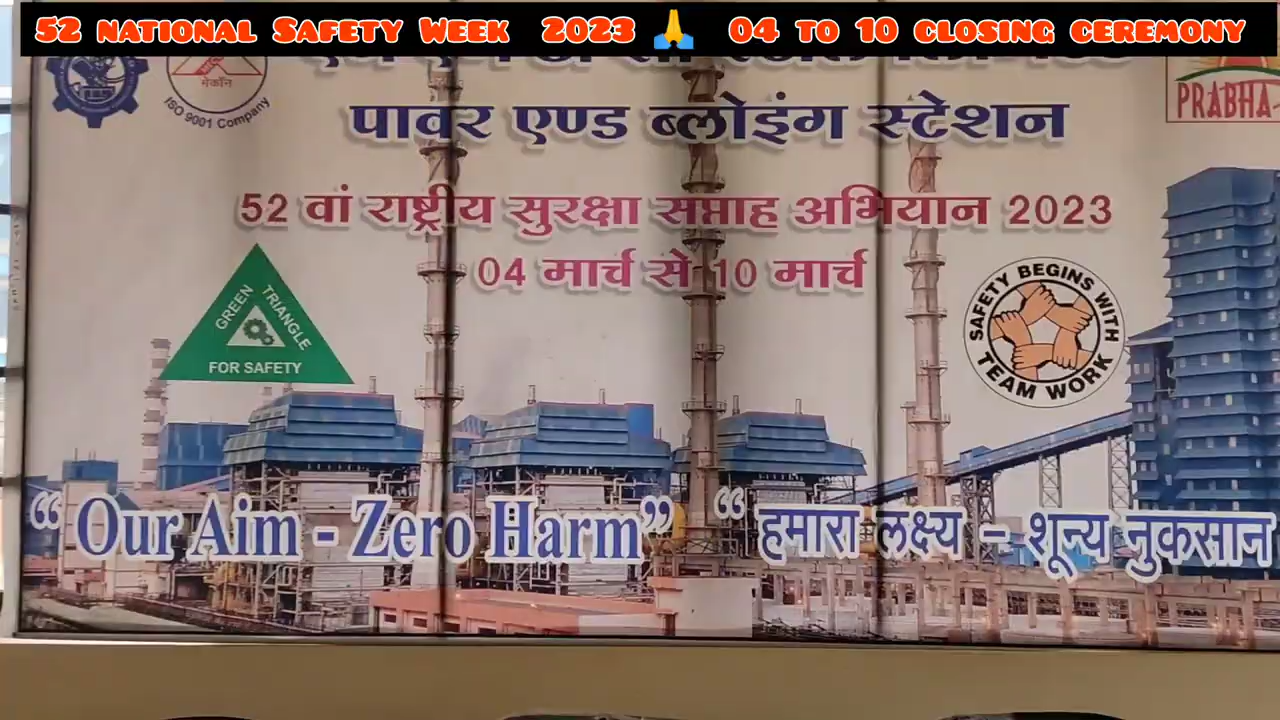 52 NATIONAL SAFETY WEEK 2023 🙏 04 TO 10 CLOSING CEREMONY
मेकॉन
ISO 9001 Company
PRABHA
पावर एण्ड ब्लोइंग स्टेशन
52 वां राष्ट्रीय सुरक्षा सप्ताह अभियान 2023
04 मार्च से 10 मार्च
GREEN TRIANGLE
FOR SAFETY
SAFETY BEGINS WITH
TEAM WORK
“Our Aim - Zero Harm” “हमारा लक्ष्य - शून्य नुकसान